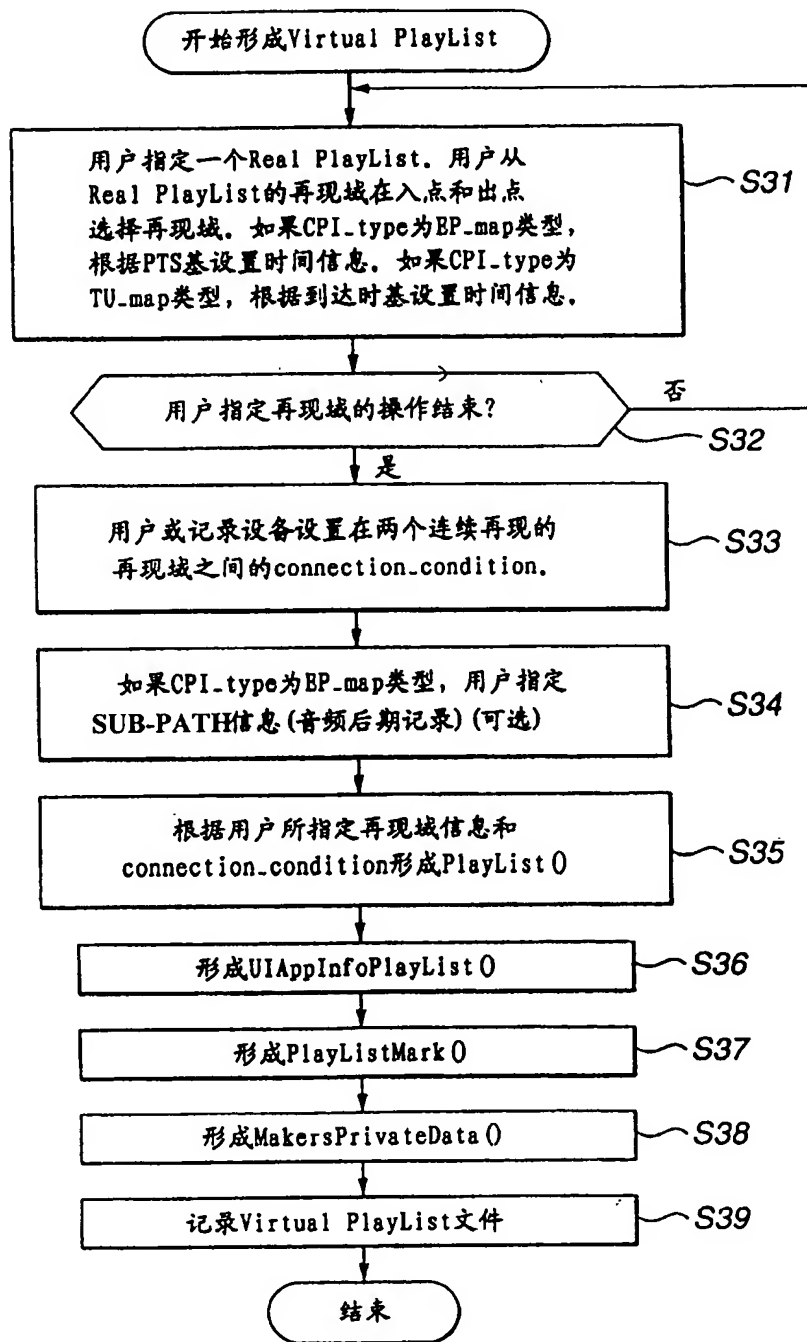 开始形成Virtual PlayList
用户指定一个Real PlayList. 用户从
Real PlayList的再现域在入点和出点
选择再现域. 如果CPI_type为EP_map类型,
根据PTS基设置时间信息. 如果CPI_type为
TU_map类型, 根据到达时基设置时间信息.
S31
用户指定再现域的操作结束?
否
S32
是
用户或记录设备设置在两个连续再现的
再现域之间的connection_condition.
S33
如果CPI_type为EP_map类型, 用户指定
SUB-PATH信息(音频后期记录)(可选)
S34
根据用户所指定再现域信息和
connection_condition形成PlayList()
S35
形成UIAppInfoPlayList()
S36
形成PlayListMark()
S37
形成MakersPrivateData()
S38
记录Virtual PlayList文件
S39
结束